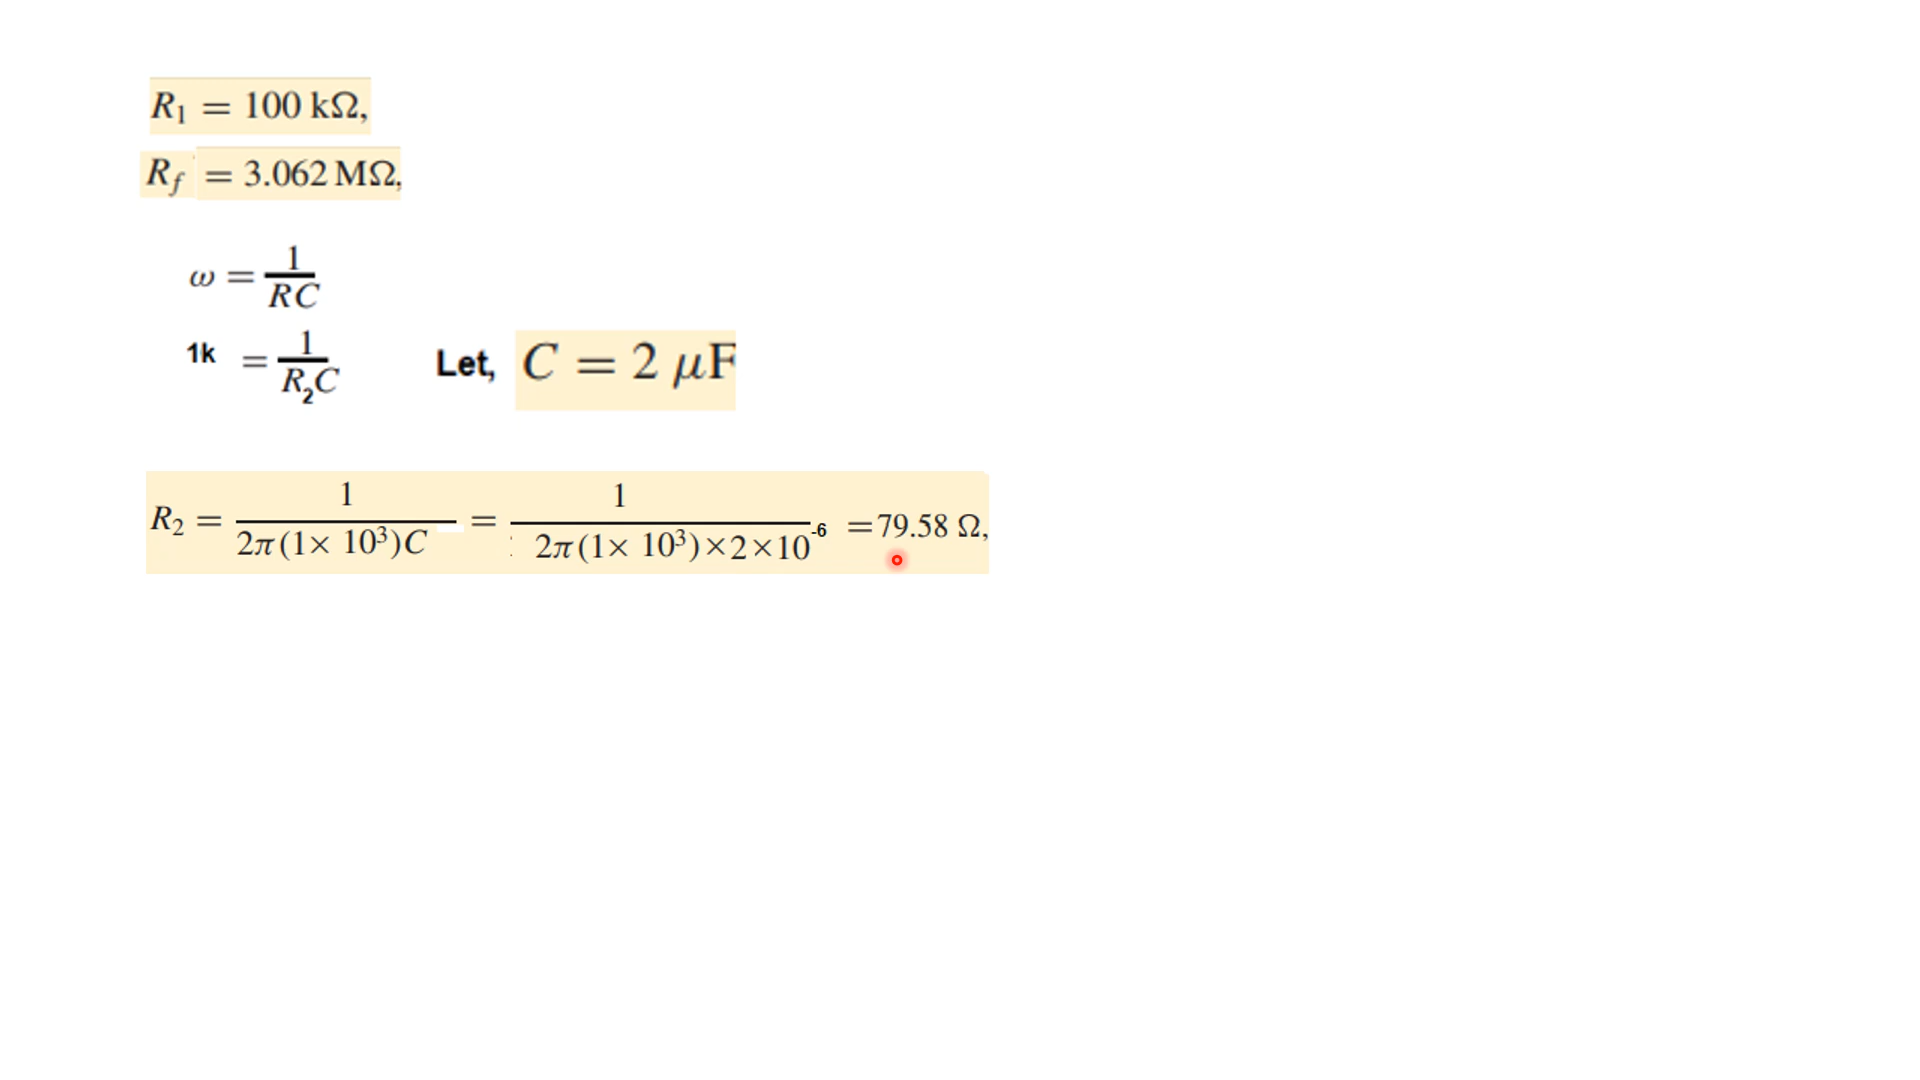 R₁ = 100 kΩ,
R_f = 3.062 MΩ,
ω = 1/RC
1k = 1/R₂C Let, C = 2 μF
R₂ = 1/2π(1× 10³)C = 1/2π(1× 10³)×2×10⁻⁶ =79.58 Ω,